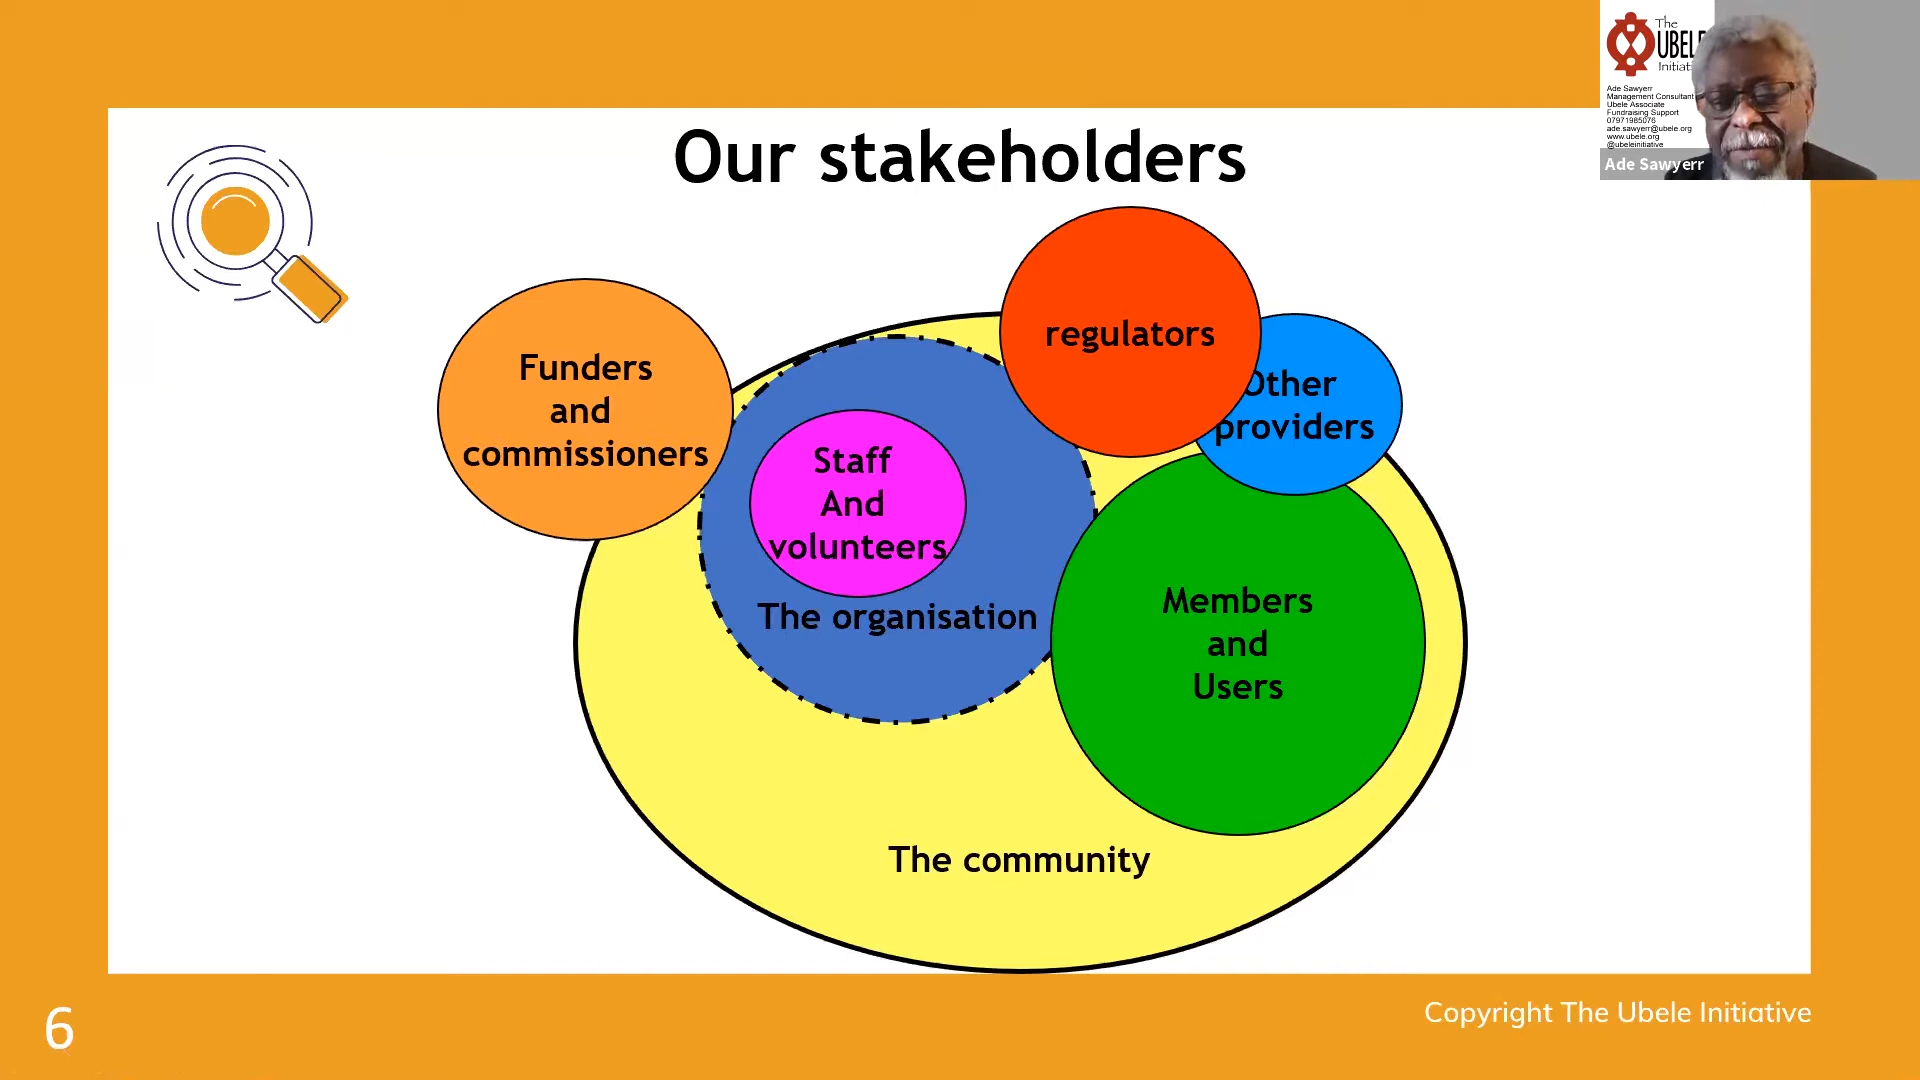 Our stakeholders
The
UBELE
Ade Sawyerr
Management Consultant
Ubele Associate
Fundraising Support
07971985076
ade.sawyerr@ubele.org
www.ubele.org
@ubeleinitiative
Ade Sawyerr
regulators
Funders
and
commissioners
Other
providers
Staff
And
volunteers
The organisation
Members
and
Users
The community
6
Copyright The Ubele Initiative